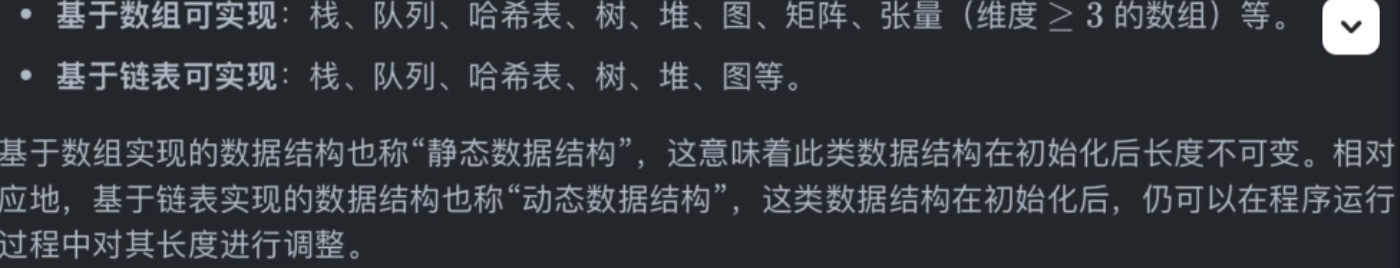 • 基于数组可实现：栈、队列、哈希表、树、堆、图、矩阵、张量（维度 ≥ 3 的数组）等。
• 基于链表可实现：栈、队列、哈希表、树、堆、图等。
基于数组实现的数据结构也称“静态数据结构”，这意味着此类数据结构在初始化后长度不可变。相对
应地，基于链表实现的数据结构也称“动态数据结构”，这类数据结构在初始化后，仍可以在程序运行
过程中对其长度进行调整。